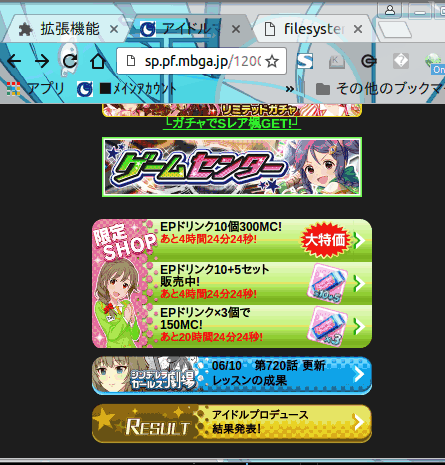 拡張機能
アイドル
filesystem
sp.pf.mbga.jp/1200
アプリ
■ﾒｲﾝｱｶｳﾝﾄ
»
その他のブックマ
リミテッドガチャ
└ガチャでSレア楓GET!┘
ゲームセンター
限定
SHOP
EPドリンク10個300MC!
あと4時間24分24秒!
大特価
EPドリンク10+5セット
販売中!
あと4時間24分24秒!
EPドリンク×3個で
150MC!
あと20時間24分24秒!
シンデレラ
ガールズ劇場
06/10 第720話 更新
レッスンの成果
RESULT
アイドルプロデュース
結果発表!